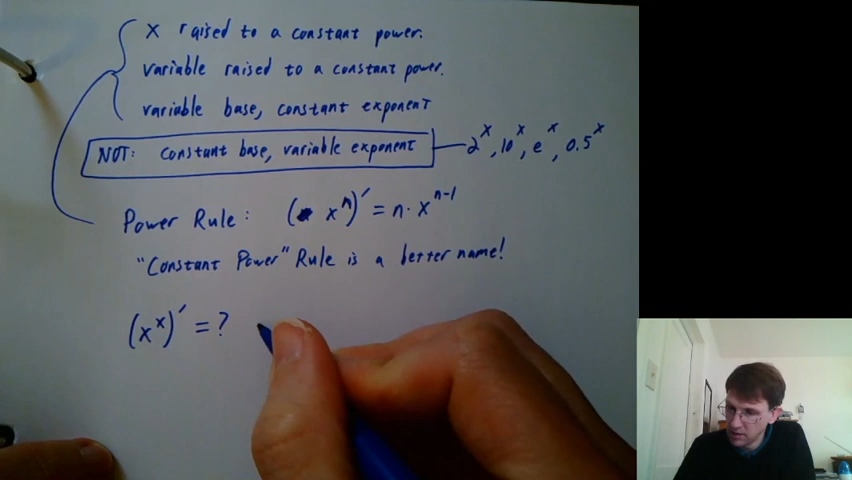 x raised to a constant power.
variable raised to a constant power.
variable base, constant exponent
NOT: Constant base, variable exponent — 2^x, 10^x, e^x, 0.5^x
Power Rule: (x^n)′ = n · x^(n-1)
"Constant Power" Rule is a better name!
(x^x)′ = ?